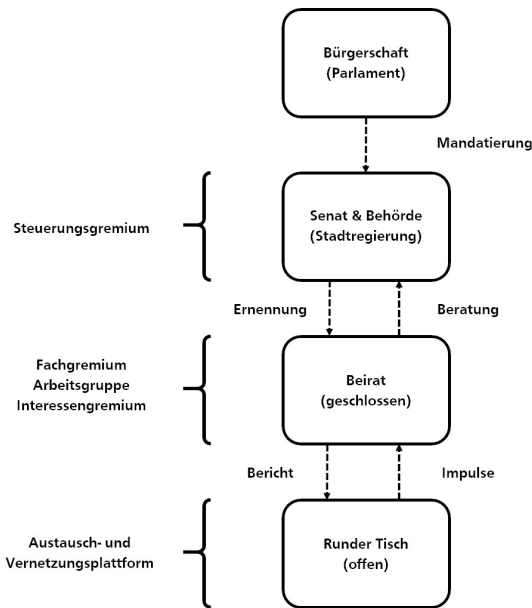 Bürgerschaft
(Parlament)
Mandatierung
Steuerungsgremium
Senat & Behörde
(Stadtregierung)
Ernennung
Beratung
Fachgremium
Arbeitsgruppe
Interessengremium
Beirat
(geschlossen)
Bericht
Impulse
Austausch- und
Vernetzungsplattform
Runder Tisch
(offen)